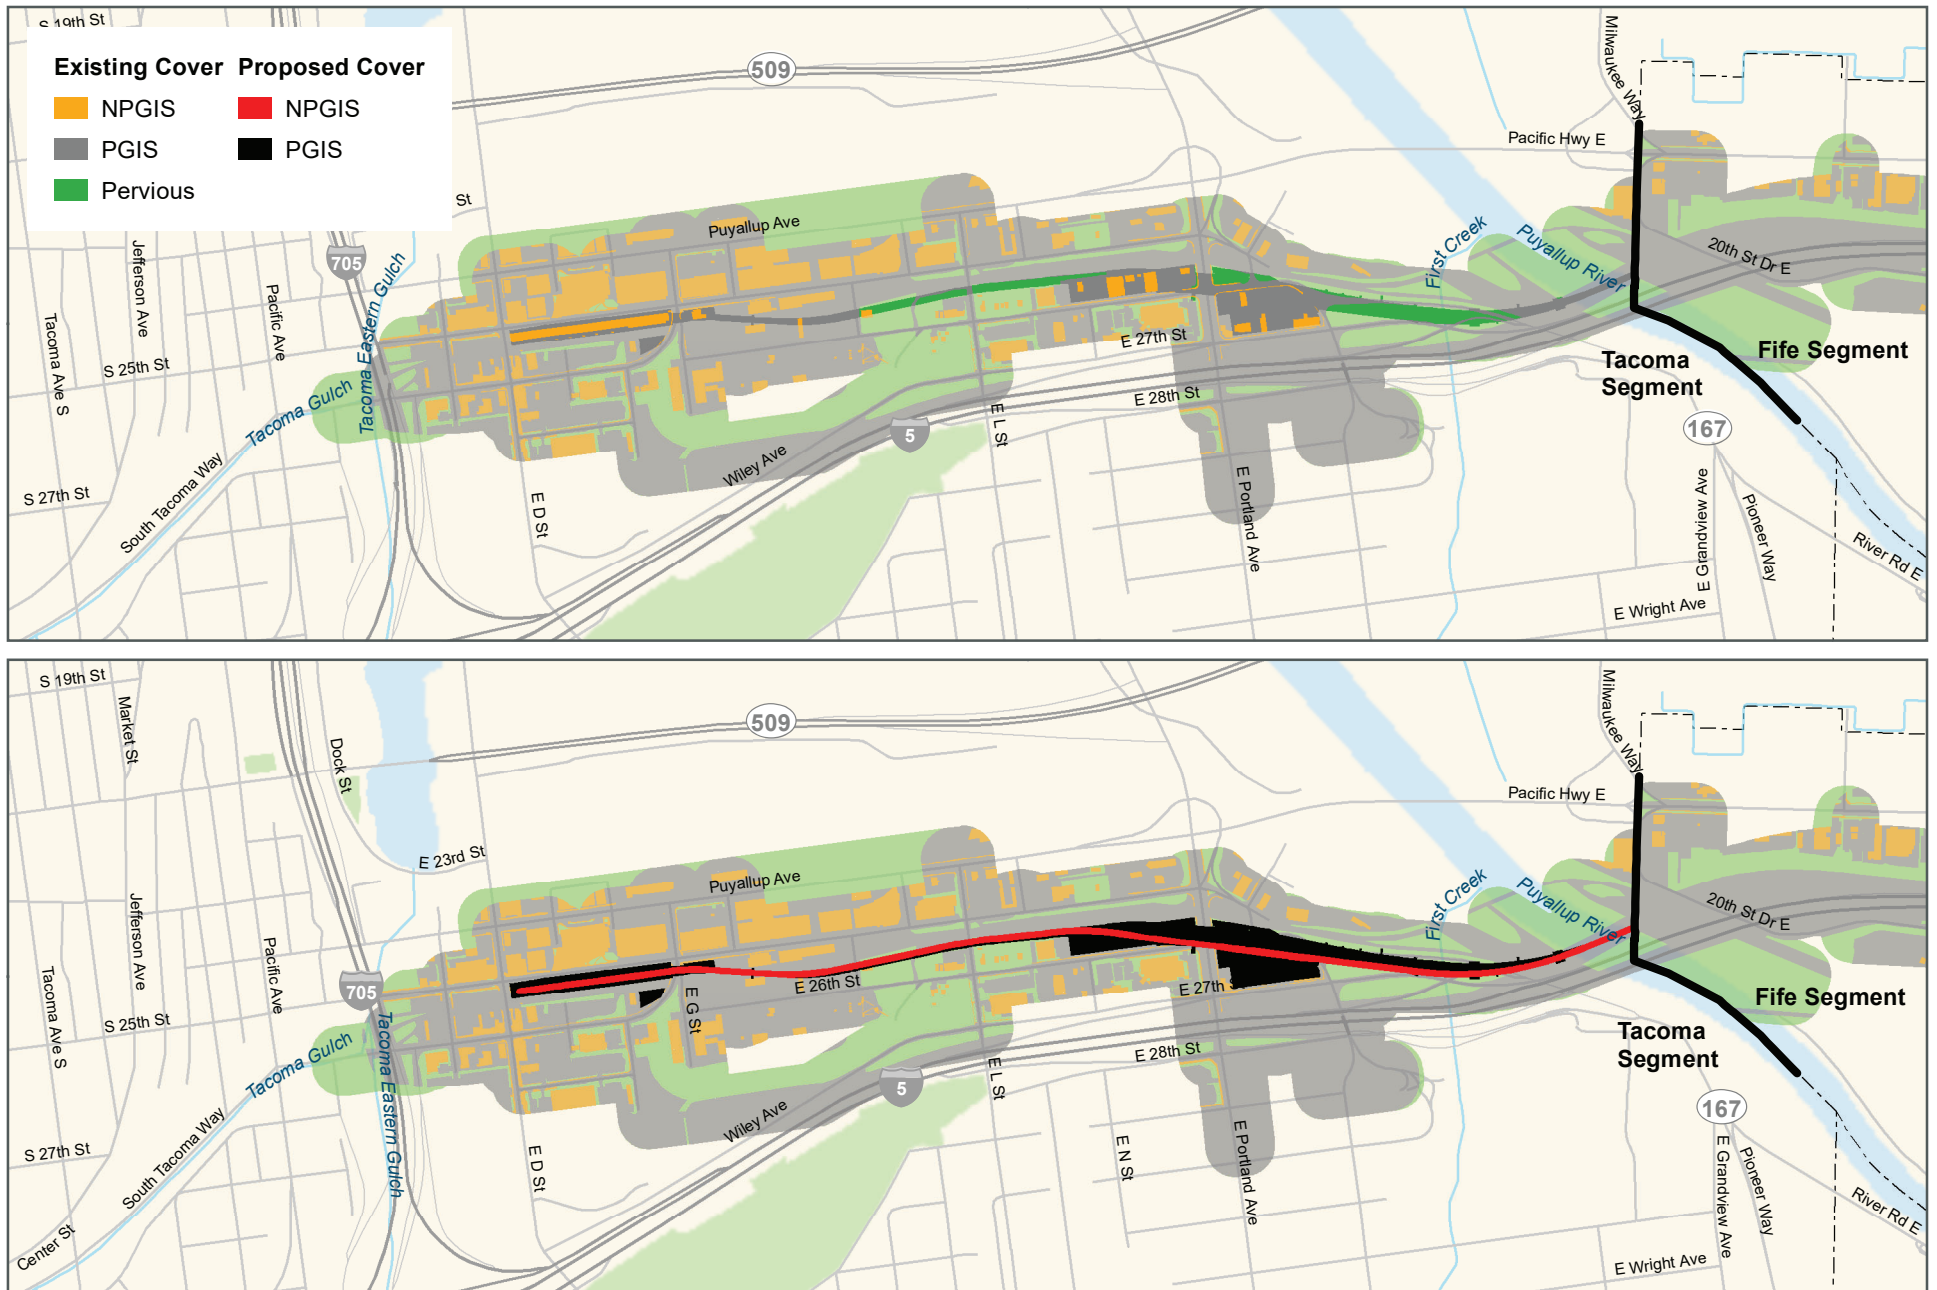 S 19th St
Existing Cover Proposed Cover
NPGIS NPGIS
PGIS PGIS
Pervious
St
509
Milwaukee Way
Pacific Hwy E
Puyallup Ave
First Creek
Puyallup River
20th St Dr E
705
Jefferson Ave
Pacific Ave
Tacoma Eastern Gulch
Tacoma Ave S
S 25th St
Tacoma Gulch
E 27th St
E 28th St
Tacoma
Segment
Fife Segment
5
E L St
167
Wiley Ave
South Tacoma Way
S 27th St
E D St
E Portland Ave
E Grandview Ave
Pioneer Way
River Rd E
E Wright Ave
S 19th St
Market St
Dock St
509
Milwaukee Way
Pacific Hwy E
E 23rd St
Puyallup Ave
First Creek
Puyallup River
20th St Dr E
Jefferson Ave
Pacific Ave
705
Tacoma Ave S
S 25th St
Tacoma Gulch
Tacoma Eastern Gulch
E G St
E 26th St
E 27th S
E 28th St
Fife Segment
Tacoma
Segment
5
E L St
167
Wiley Ave
South Tacoma Way
S 27th St
E D St
E N St
E Portland Ave
E Grandview Ave
Pioneer Way
River Rd E
Center St
E Wright Ave